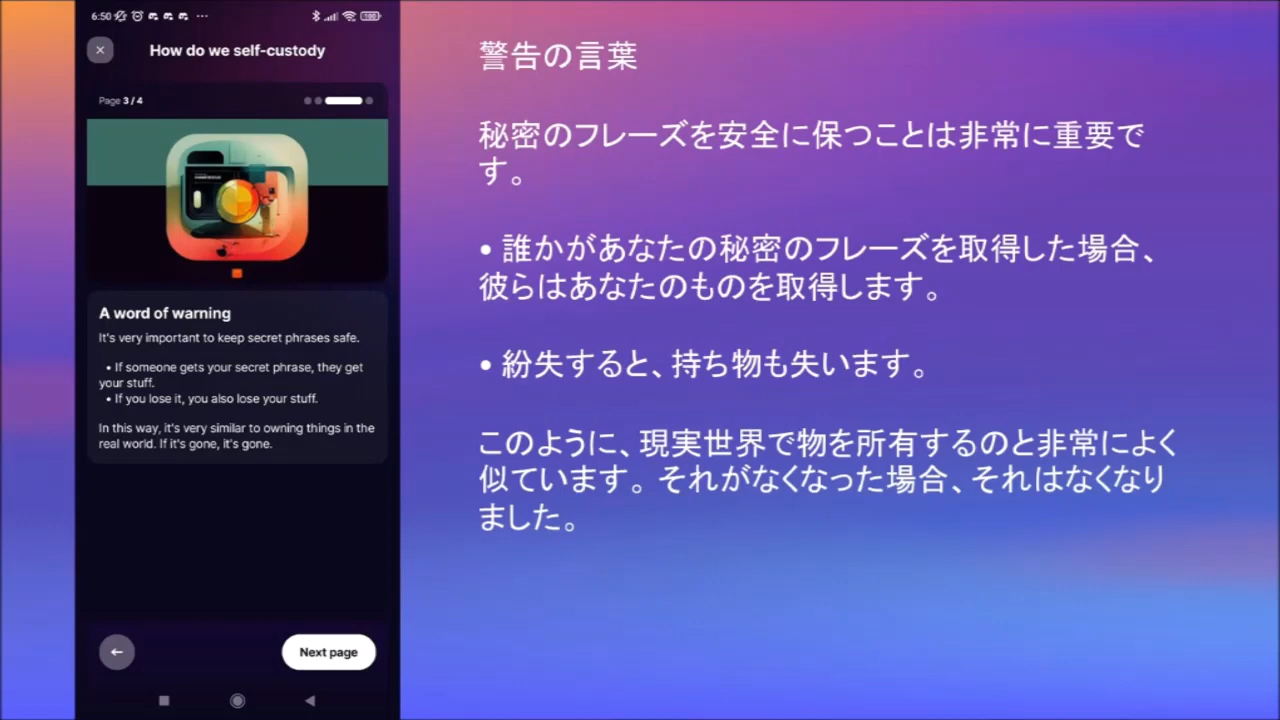 6:50
How do we self-custody
Page 3 / 4
A word of warning
It's very important to keep secret phrases safe.
• If someone gets your secret phrase, they get
your stuff.
• If you lose it, you also lose your stuff.
In this way, it's very similar to owning things in the
real world. If it's gone, it's gone.
Next page
警告の言葉
秘密のフレーズを安全に保つことは非常に重要で
す。
• 誰かがあなたの秘密のフレーズを取得した場合、
彼らはあなたのものを取得します。
• 紛失すると、持ち物も失います。
このように、現実世界で物を所有するのと非常によく
似ています。それがなくなった場合、それはなくなり
ました。